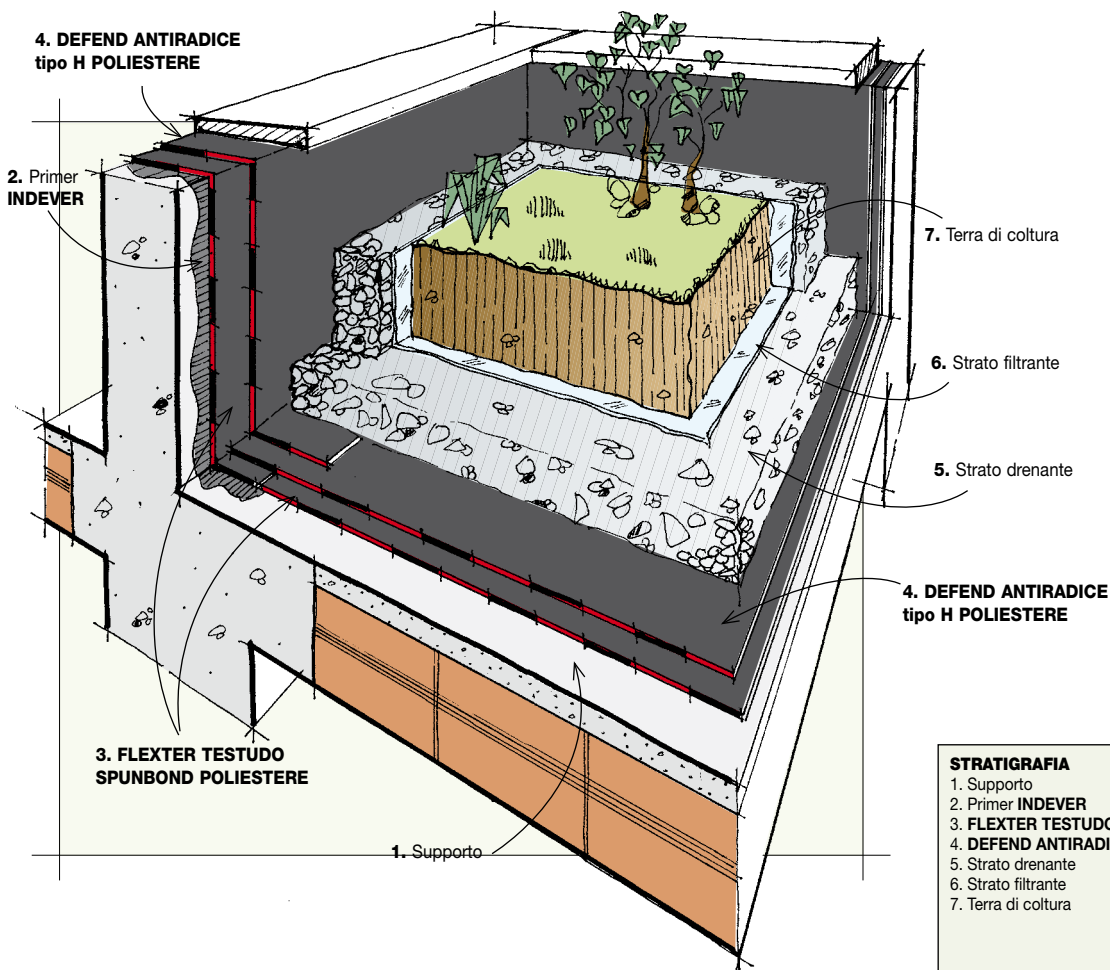 4. DEFEND ANTIRADICE
tipo H POLIESTERE
2. Primer
INDEVER
7. Terra di coltura
6. Strato filtrante
5. Strato drenante
4. DEFEND ANTIRADICE
tipo H POLIESTERE
3. FLEXTER TESTUDO
SPUNBOND POLIESTERE
1. Supporto
STRATIGRAFIA
1. Supporto
2. Primer INDEVER
3. FLEXTER TESTUDO
4. DEFEND ANTIRADI
5. Strato drenante
6. Strato filtrante
7. Terra di coltura